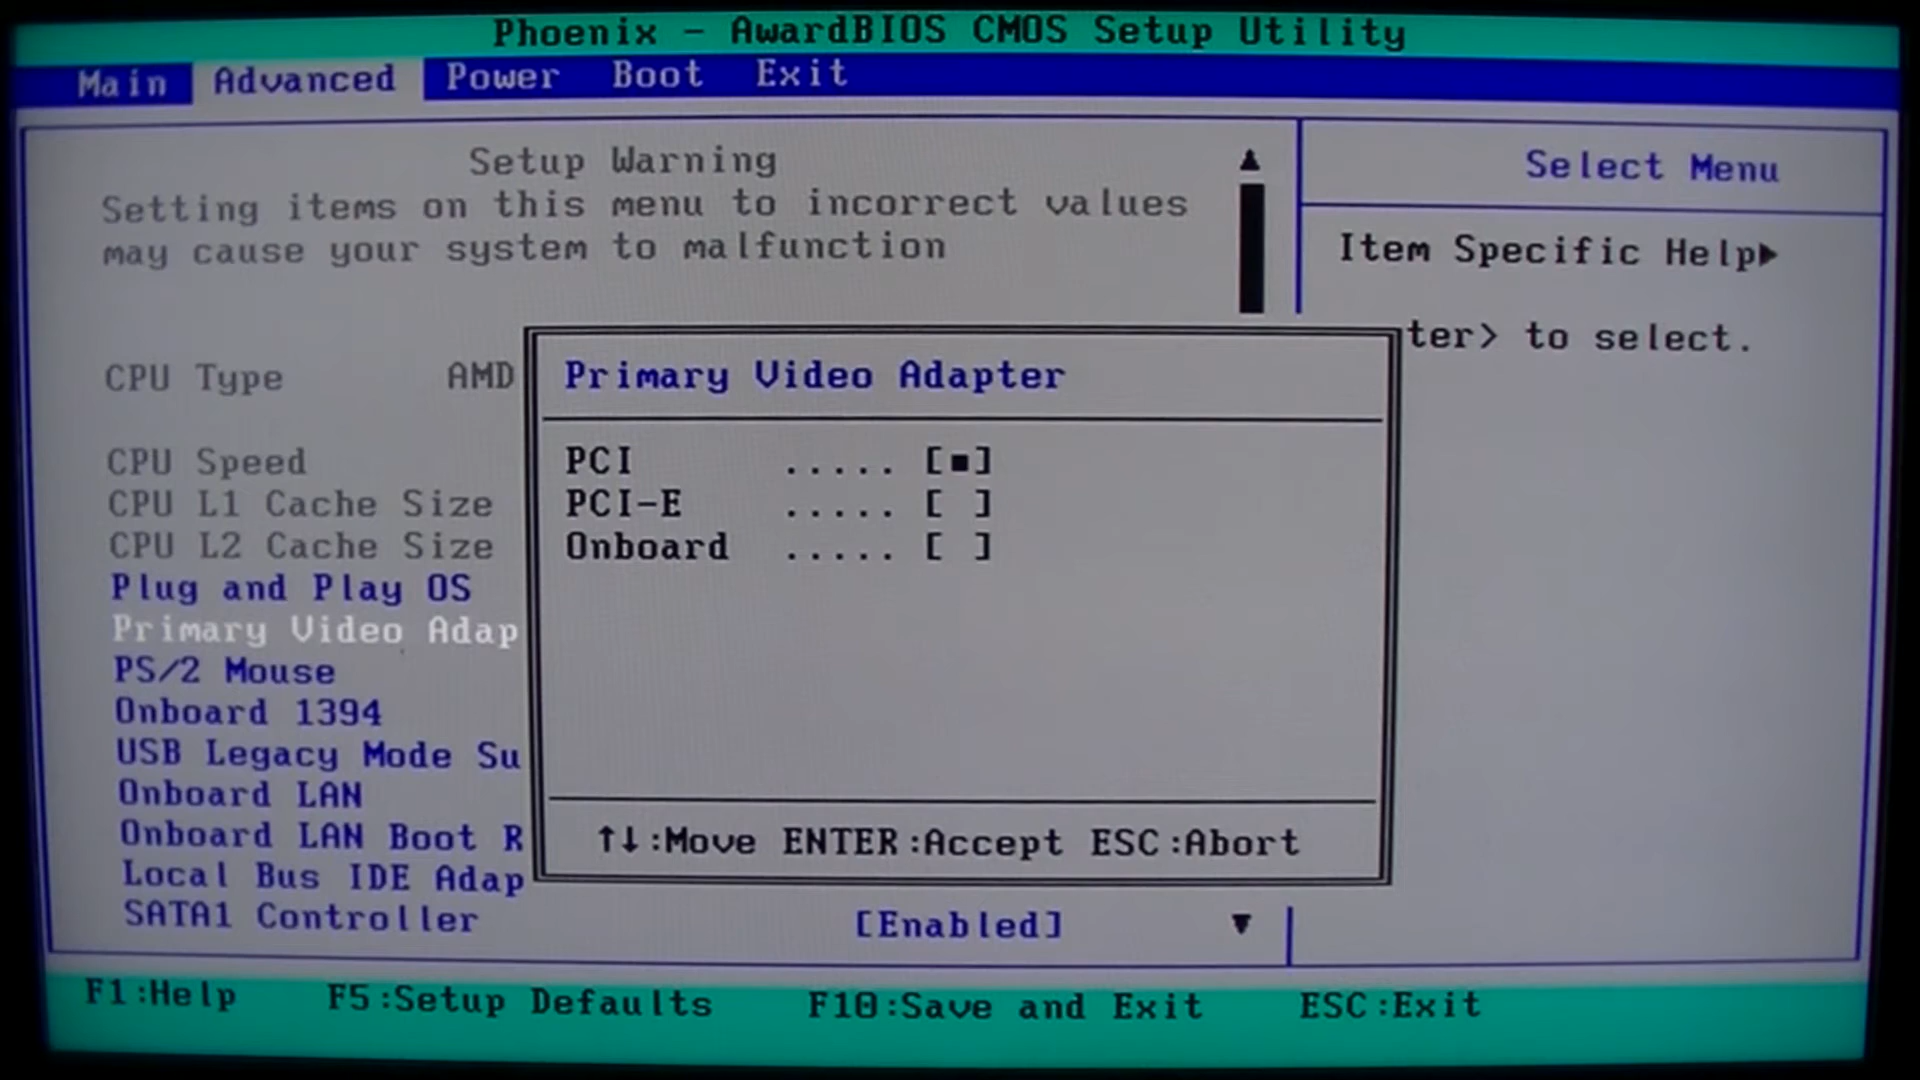 Phoenix - AwardBIOS CMOS Setup Utility
Main Advanced Power Boot Exit
Setup Warning
Setting items on this menu to incorrect values
may cause your system to malfunction
CPU Type AMD
CPU Speed
CPU L1 Cache Size
CPU L2 Cache Size
Plug and Play OS
Primary Video Adap
PS/2 Mouse
Onboard 1394
USB Legacy Mode Su
Onboard LAN
Onboard LAN Boot R
Local Bus IDE Adap
SATA1 Controller [Enabled] ▼
Primary Video Adapter
PCI ..... [▪]
PCI-E ..... [ ]
Onboard ..... [ ]
↑↓:Move ENTER:Accept ESC:Abort
Select Menu
Item Specific Help▶
ter> to select.
F1:Help F5:Setup Defaults F10:Save and Exit ESC:Exit